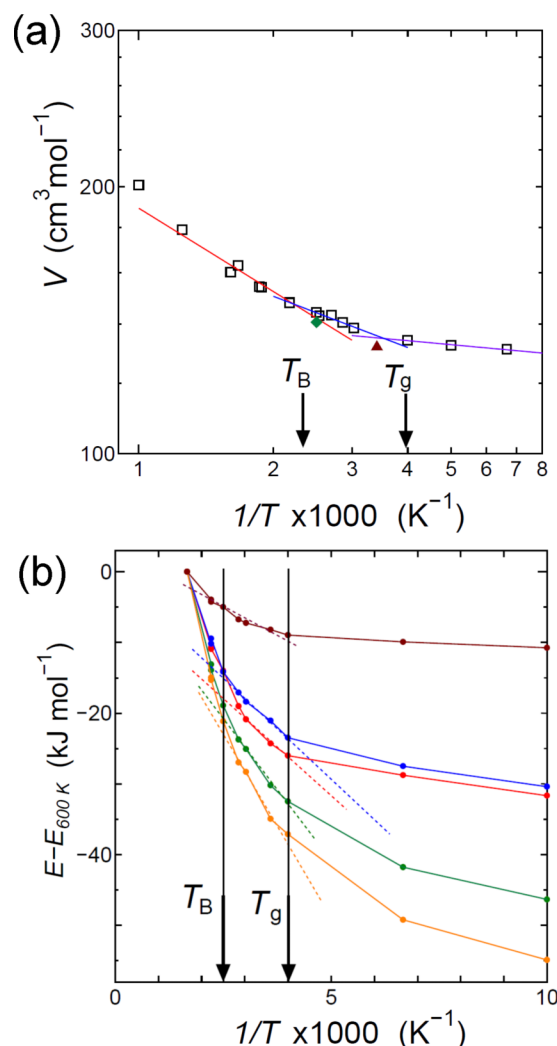 (a)
300
200
100
V (cm³mol⁻¹)
T_B
T_g
1 2 3 4 5 6 7 8
1/T x1000 (K⁻¹)
(b)
0
−20
−40
E−E_600 K (kJ mol⁻¹)
T_B
T_g
0 5 10
1/T x1000 (K⁻¹)